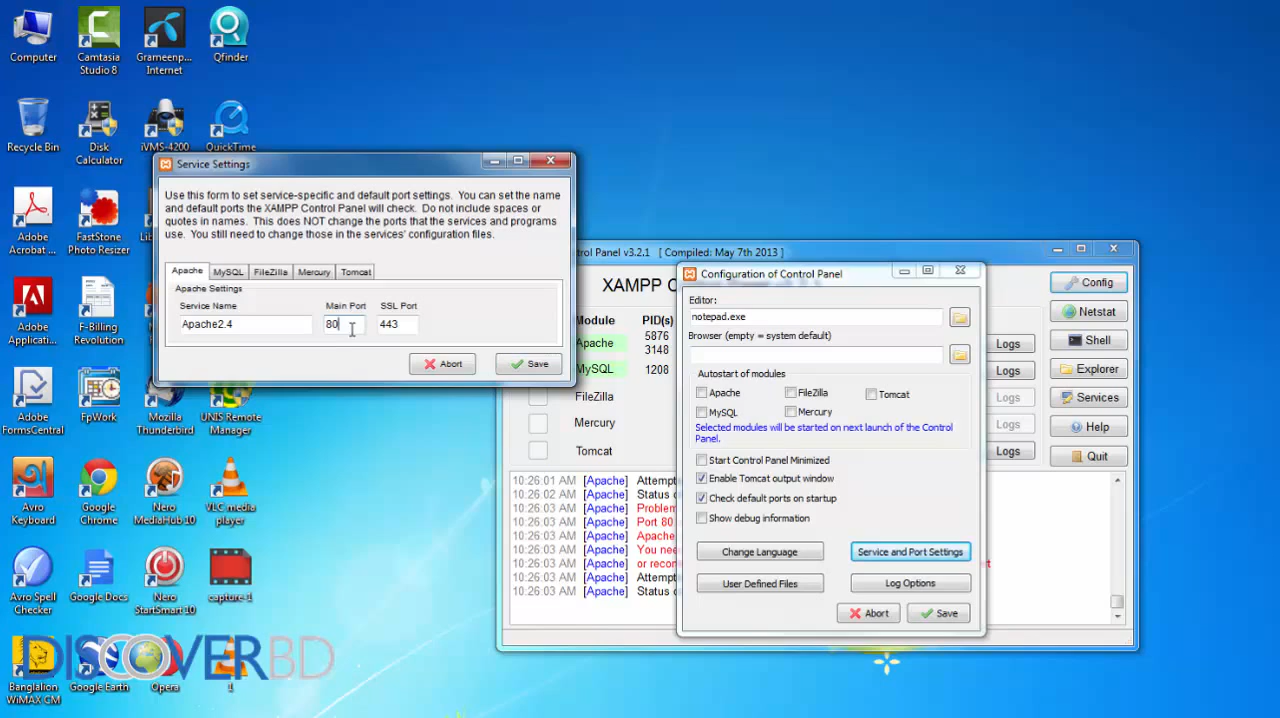 Computer
Camtasia
Studio 8
Grameenp...
Internet
Qfinder
Recycle Bin
Disk
Calculator
iVMS-4200
QuickTime
Adobe
Acrobat ...
FastStone
Photo Resizer
Adobe
Applicati...
F-Billing
Revolution
Adobe
FormsCentral
FpWork
Mozilla
Thunderbird
UNIS Remote
Manager
Avro
Keyboard
Google
Chrome
Nero
MediaHub 10
VLC media
player
Avro Spell
Checker
Google Docs
Nero
StartSmart 10
capture-1
Banglalion
WiMAX CM
Google Earth
Opera
1
DISCOVERBD
Service Settings
Use this form to set service-specific and default port settings. You can set the name
and default ports the XAMPP Control Panel will check. Do not include spaces or
quotes in names. This does NOT change the ports that the services and programs
use. You still need to change those in the services' configuration files.
Apache MySQL FileZilla Mercury Tomcat
Apache Settings
Service Name Main Port SSL Port
Apache2.4 80 443
Abort Save
Control Panel v3.2.1 [ Compiled: May 7th 2013 ]
XAMPP
Module PID(s)
Apache 5876
3148
MySQL 1208
FileZilla
Mercury
Tomcat
Logs
Logs
Logs
Logs
Logs
Config
Netstat
Shell
Explorer
Services
Help
Quit
10:26:01 AM [Apache]
10:26:02 AM [Apache] Status
10:26:03 AM [Apache]
10:26:03 AM [Apache] Port 80
10:26:03 AM [Apache] Apache
10:26:03 AM [Apache] You
10:26:03 AM [Apache]
10:26:03 AM [Apache]
10:26:03 AM [Apache] Status
Configuration of Control Panel
Editor:
notepad.exe
Browser (empty = system default)
Autostart of modules
Apache FileZilla Tomcat
MySQL Mercury
Selected modules will be started on next launch of the Control
Panel.
Start Control Panel Minimized
Enable Tomcat output window
Check default ports on startup
Show debug information
Change Language Service and Port Settings
User Defined Files Log Options
Abort Save